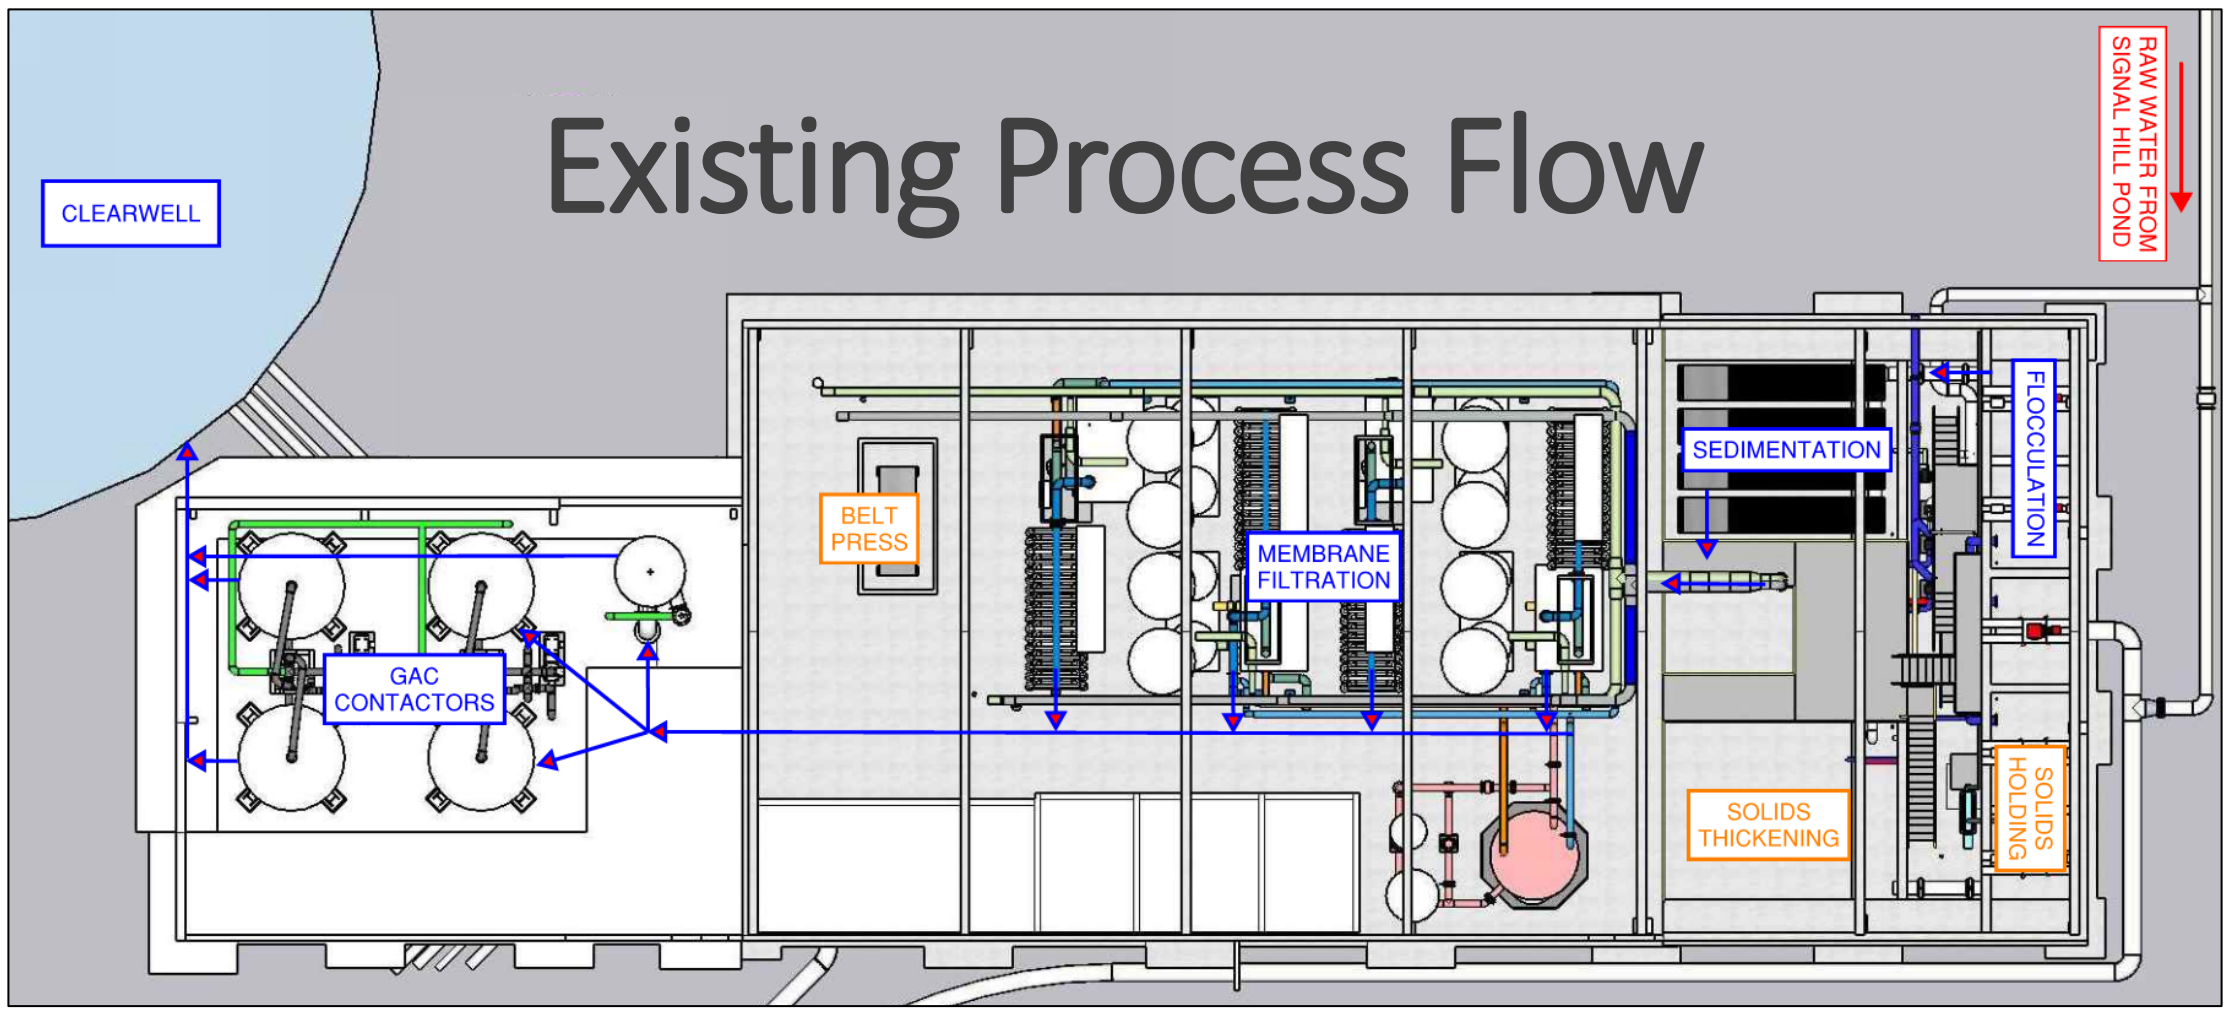 Existing Process Flow
RAW WATER FROM
SIGNAL HILL POND
CLEARWELL
FLOCCULATION
SEDIMENTATION
BELT
PRESS
MEMBRANE
FILTRATION
GAC
CONTACTORS
SOLIDS
THICKENING
SOLIDS
HOLDING